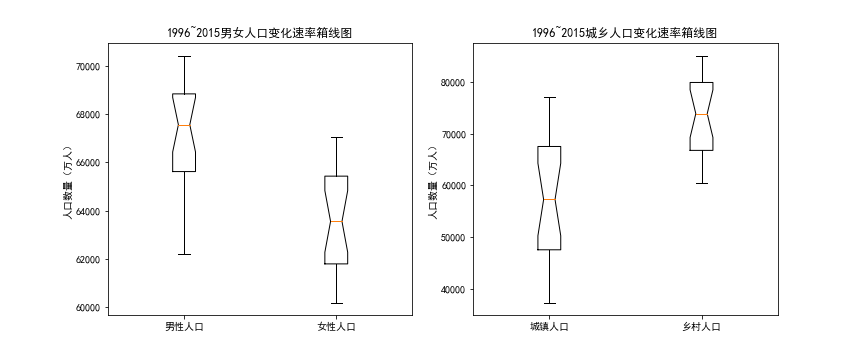 1996~2015男女人口变化速率箱线图
人口数量（万人）
70000
68000
66000
64000
62000
60000
男性人口
女性人口
1996~2015城乡人口变化速率箱线图
人口数量（万人）
80000
70000
60000
50000
40000
城镇人口
乡村人口